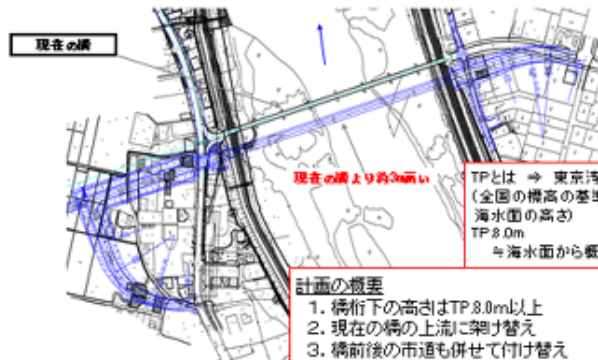 現在の橋
現在の橋より約3m高い
TPとは ⇒ 東京湾
(全国の標高の基準
海水面の高さ)
TP8.0m
≒海水面から概
計画の概要
1. 橋桁下の高さはTP.8.0m以上
2. 現在の橋の上流に架け替え
3. 橋前後の市道も併せて付け替え